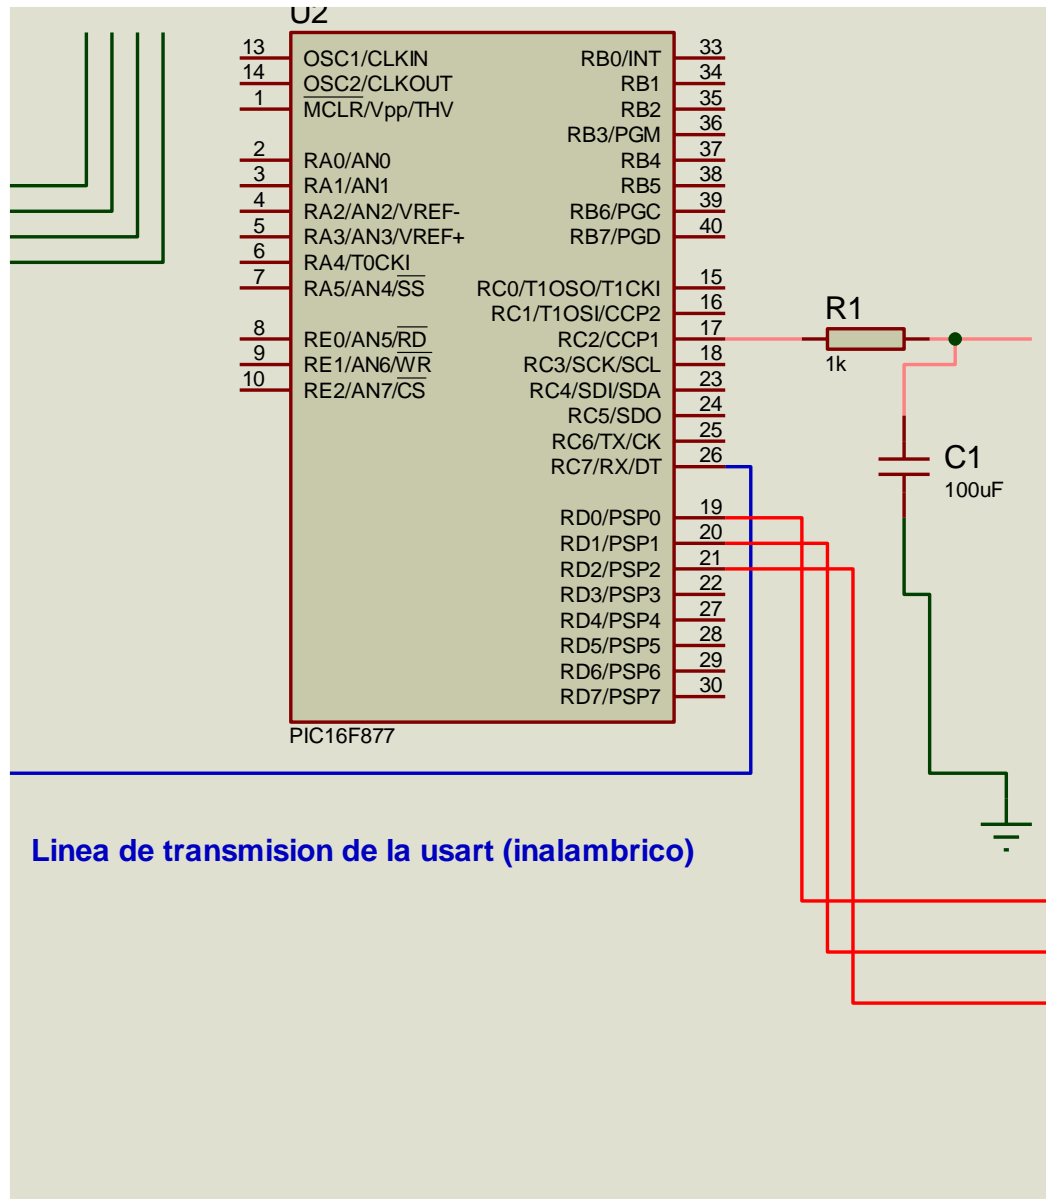 U2
13 OSC1/CLKIN
14 OSC2/CLKOUT
1 MCLR/Vpp/THV
2 RA0/AN0
3 RA1/AN1
4 RA2/AN2/VREF-
5 RA3/AN3/VREF+
6 RA4/T0CKI
7 RA5/AN4/SS
8 RE0/AN5/RD
9 RE1/AN6/WR
10 RE2/AN7/CS
RB0/INT 33
RB1 34
RB2 35
RB3/PGM 36
RB4 37
RB5 38
RB6/PGC 39
RB7/PGD 40
RC0/T1OSO/T1CKI 15
RC1/T1OSI/CCP2 16
RC2/CCP1 17
RC3/SCK/SCL 18
RC4/SDI/SDA 23
RC5/SDO 24
RC6/TX/CK 25
RC7/RX/DT 26
RD0/PSP0 19
RD1/PSP1 20
RD2/PSP2 21
RD3/PSP3 22
RD4/PSP4 27
RD5/PSP5 28
RD6/PSP6 29
RD7/PSP7 30
PIC16F877
R1
1k
C1
100uF
Linea de transmision de la usart (inalambrico)